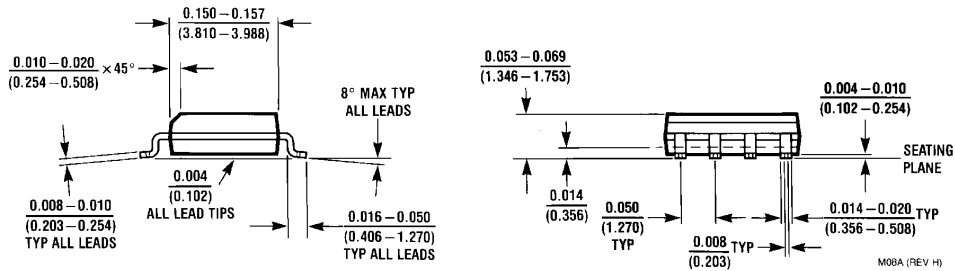 0.150 – 0.157
(3.810 – 3.988)
0.010 – 0.020 × 45°
(0.254 – 0.508)
8° MAX TYP
ALL LEADS
0.004
(0.102)
ALL LEAD TIPS
0.008 – 0.010
(0.203 – 0.254)
TYP ALL LEADS
0.016 – 0.050
(0.406 – 1.270)
TYP ALL LEADS
0.053 – 0.069
(1.346 – 1.753)
0.004 – 0.010
(0.102 – 0.254)
SEATING
PLANE
0.014
(0.356)
0.050
(1.270)
TYP
0.014 – 0.020 TYP
(0.356 – 0.508)
0.008 TYP
(0.203)
M08A (REV H)